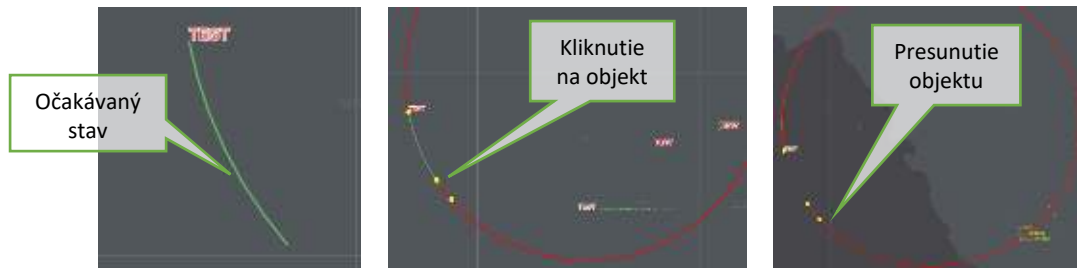 TEST
Očakávaný
stav
Kliknutie
na objekt
Presunutie
objektu